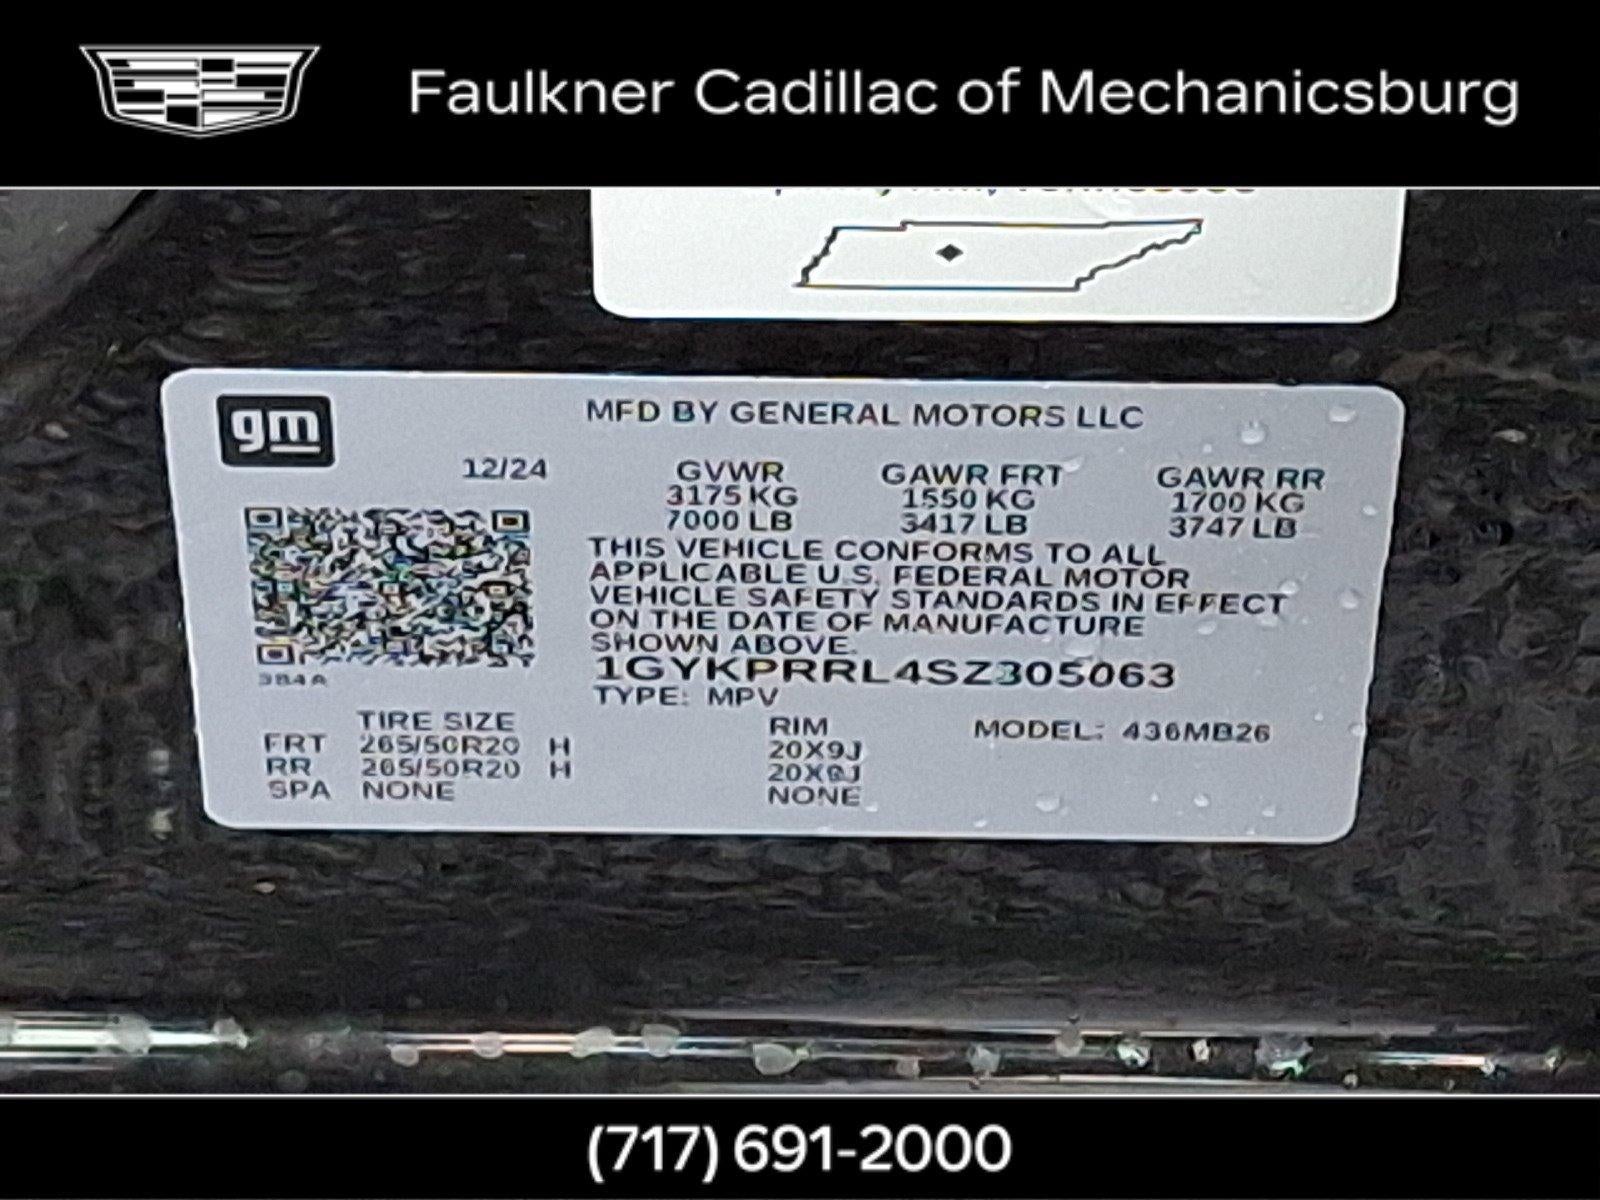 Faulkner Cadillac of Mechanicsburg
gm
MFD BY GENERAL MOTORS LLC
12/24
GVWR GAWR FRT GAWR RR
3175 KG 1550 KG 1700 KG
7000 LB 3417 LB 3747 LB
THIS VEHICLE CONFORMS TO ALL
APPLICABLE U.S. FEDERAL MOTOR
VEHICLE SAFETY STANDARDS IN EFFECT
ON THE DATE OF MANUFACTURE
SHOWN ABOVE.
1GYKPRRL4SZ305063
TYPE: MPV
TIRE SIZE RIM MODEL: 436MB26
FRT 265/50R20 H 20X9J
RR 265/50R20 H 20X9J
SPA NONE NONE
(717) 691-2000